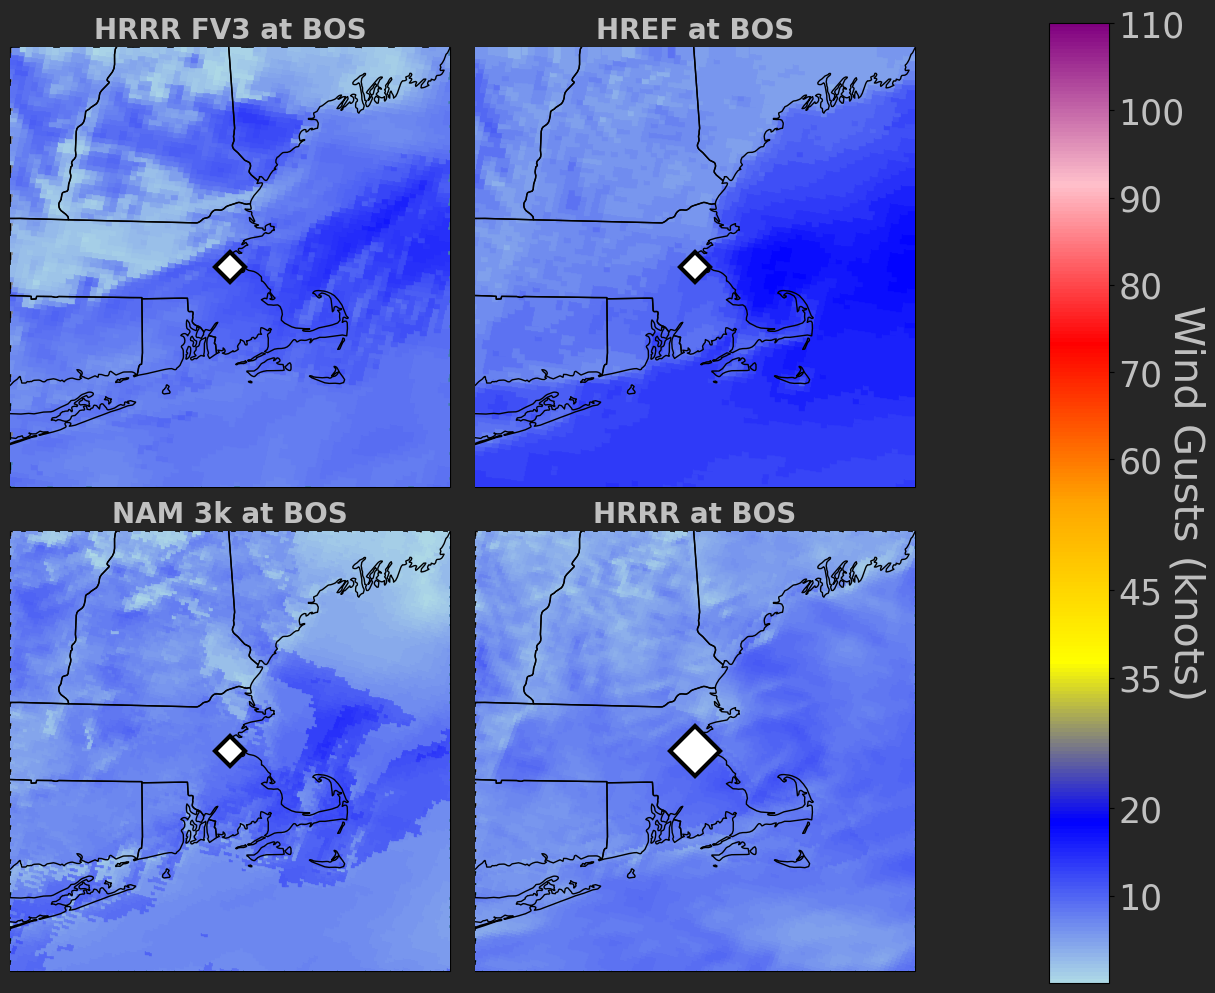 HRRR FV3 at BOS
HREF at BOS
NAM 3k at BOS
HRRR at BOS
110
100
90
80
70
60
45
35
20
10
Wind Gusts (knots)